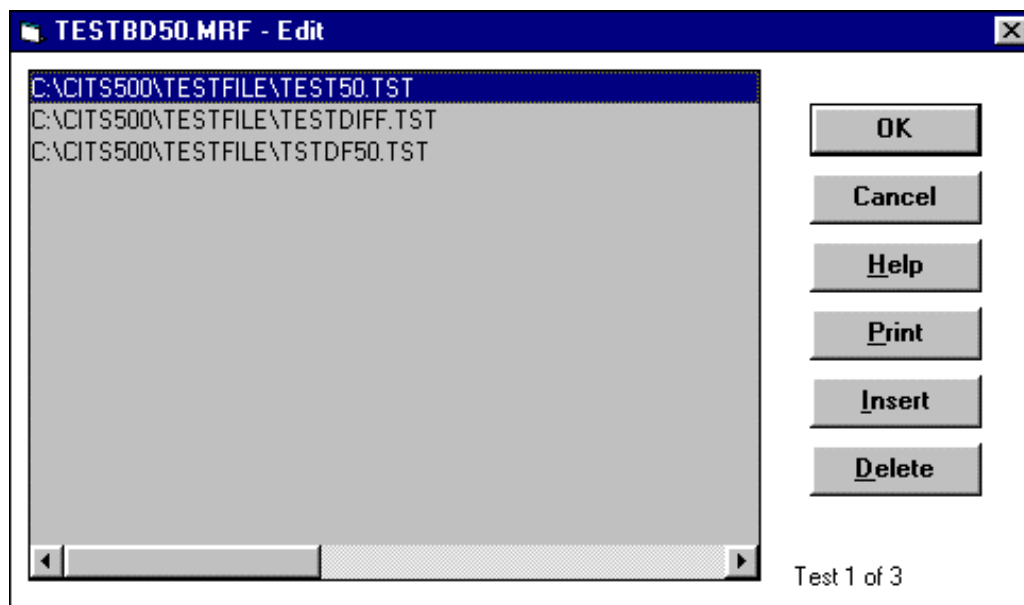 TESTBD50.MRF - Edit
C:\CITS500\TESTFILE\TEST50.TST
C:\CITS500\TESTFILE\TESTDIFF.TST
C:\CITS500\TESTFILE\TSTDF50.TST
OK
Cancel
Help
Print
Insert
Delete
Test 1 of 3